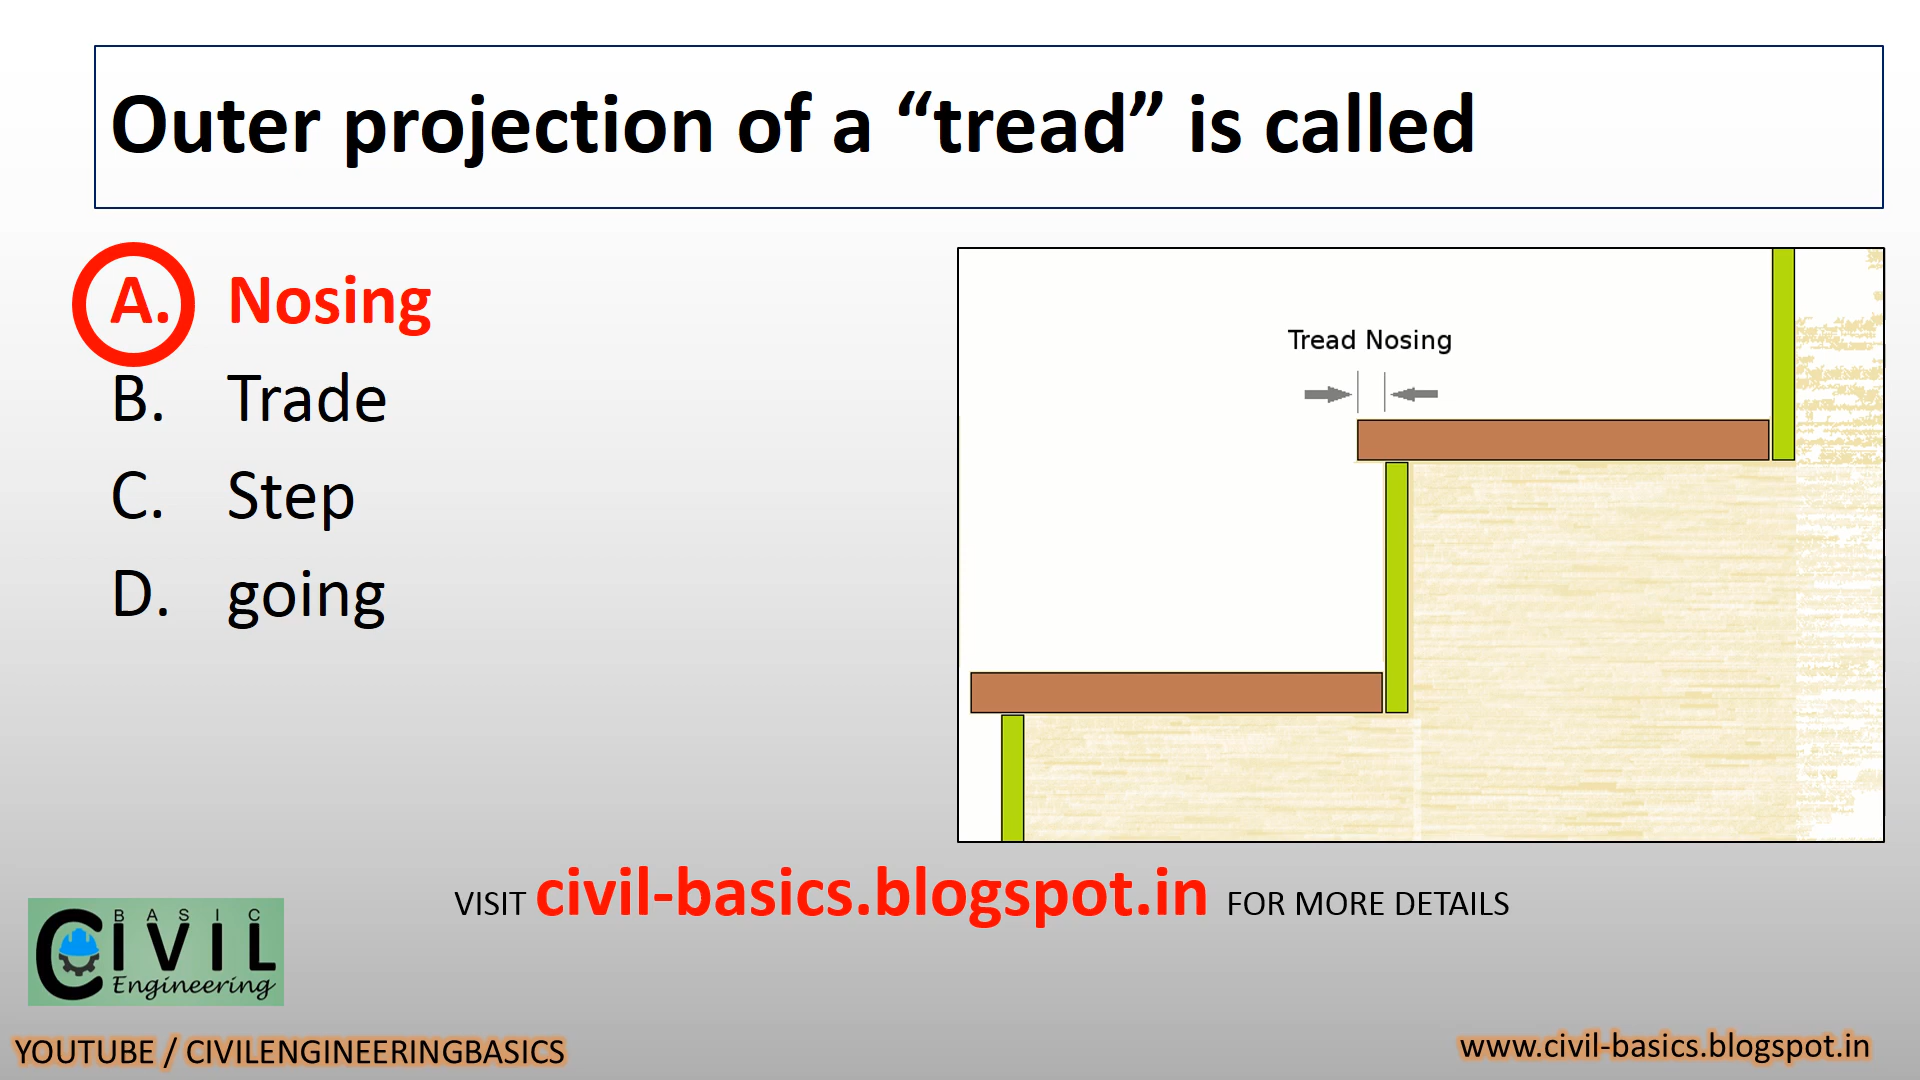 Outer projection of a “tread” is called
A. Nosing
B. Trade
C. Step
D. going
Tread Nosing
VISIT civil-basics.blogspot.in FOR MORE DETAILS
BASIC
CIVIL
Engineering
YOUTUBE / CIVILENGINEERINGBASICS
www.civil-basics.blogspot.in